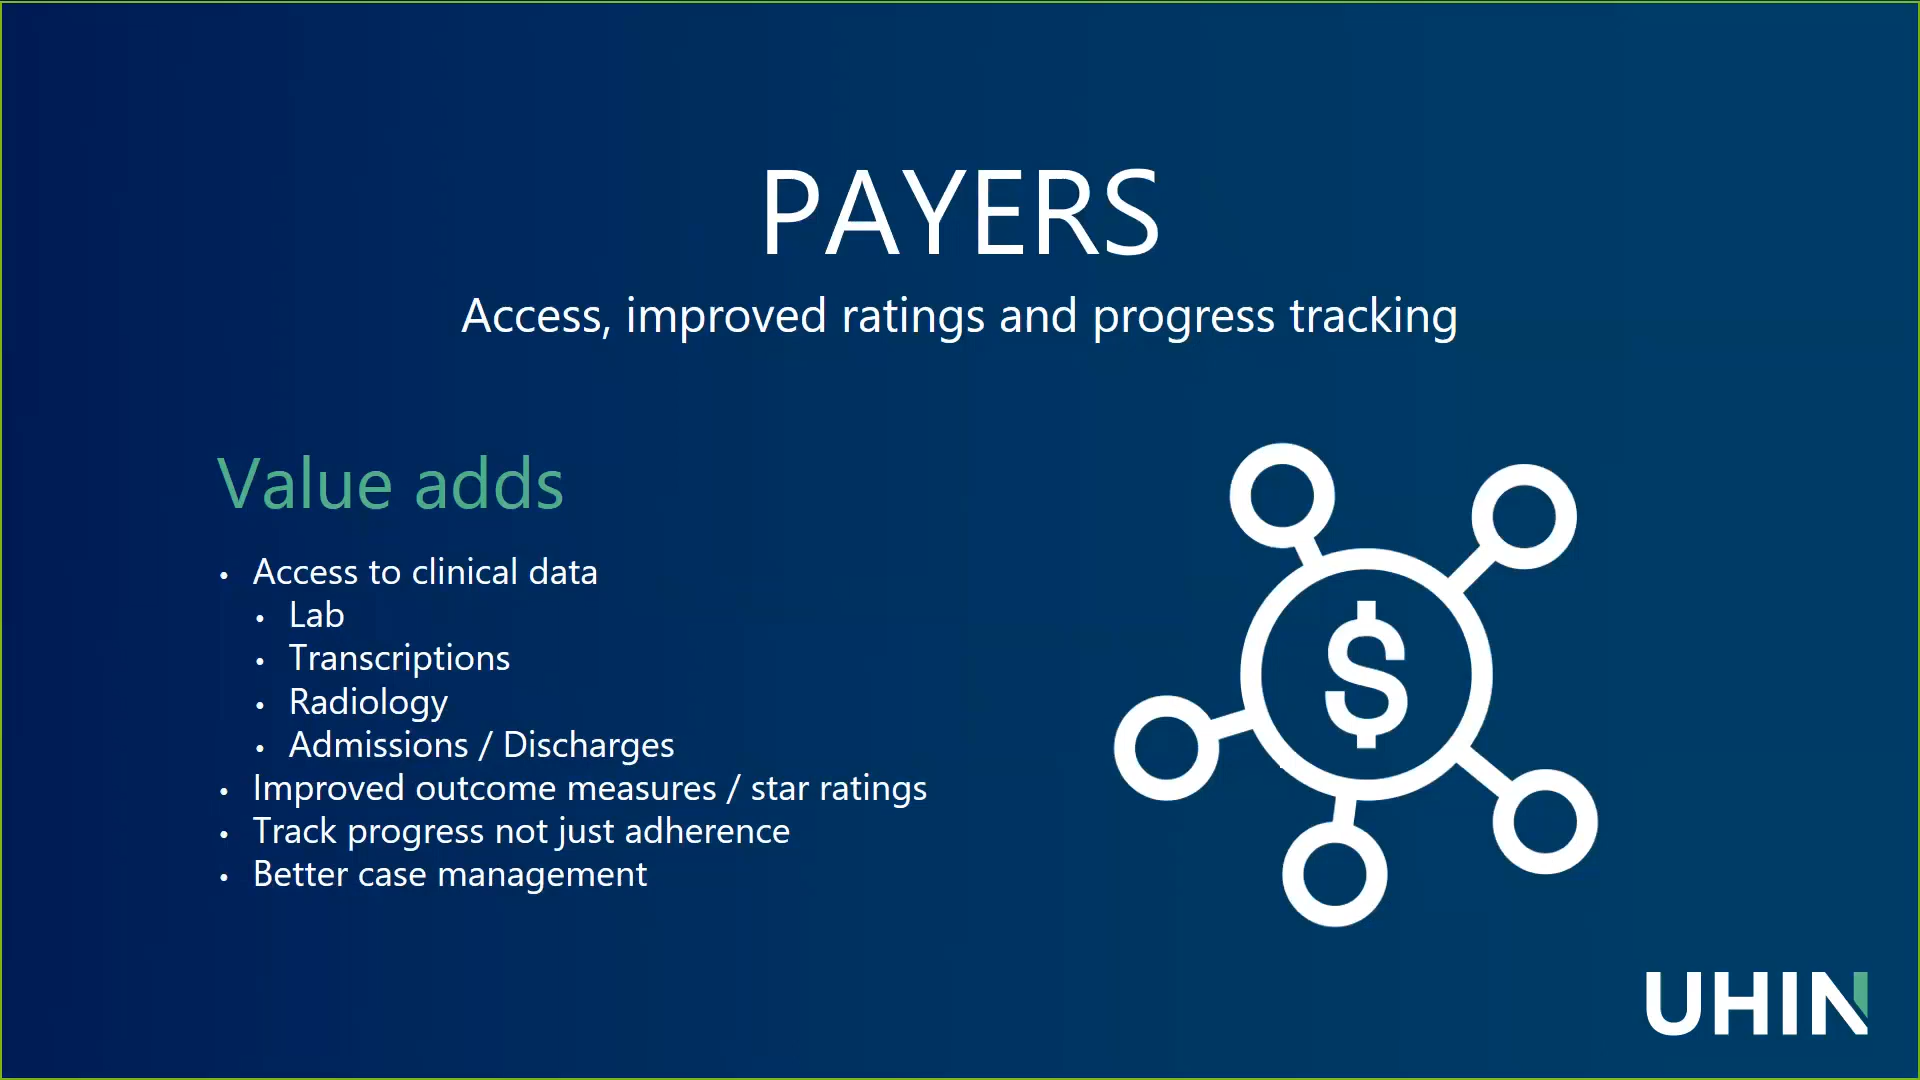 PAYERS
Access, improved ratings and progress tracking
Value adds
• Access to clinical data
• Lab
• Transcriptions
• Radiology
• Admissions / Discharges
• Improved outcome measures / star ratings
• Track progress not just adherence
• Better case management
$
UHIN